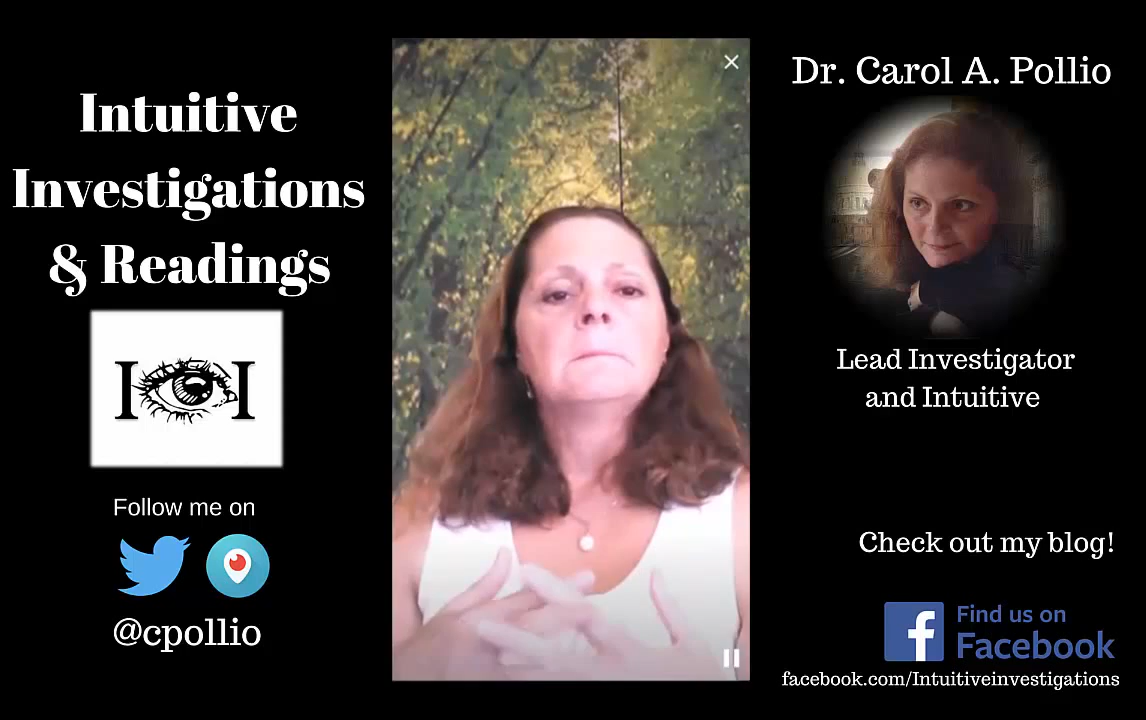 Intuitive
Investigations
& Readings
I I
Follow me on
@cpollio
Dr. Carol A. Pollio
Lead Investigator
and Intuitive
Check out my blog!
f Find us on
Facebook
facebook.com/Intuitiveinvestigations